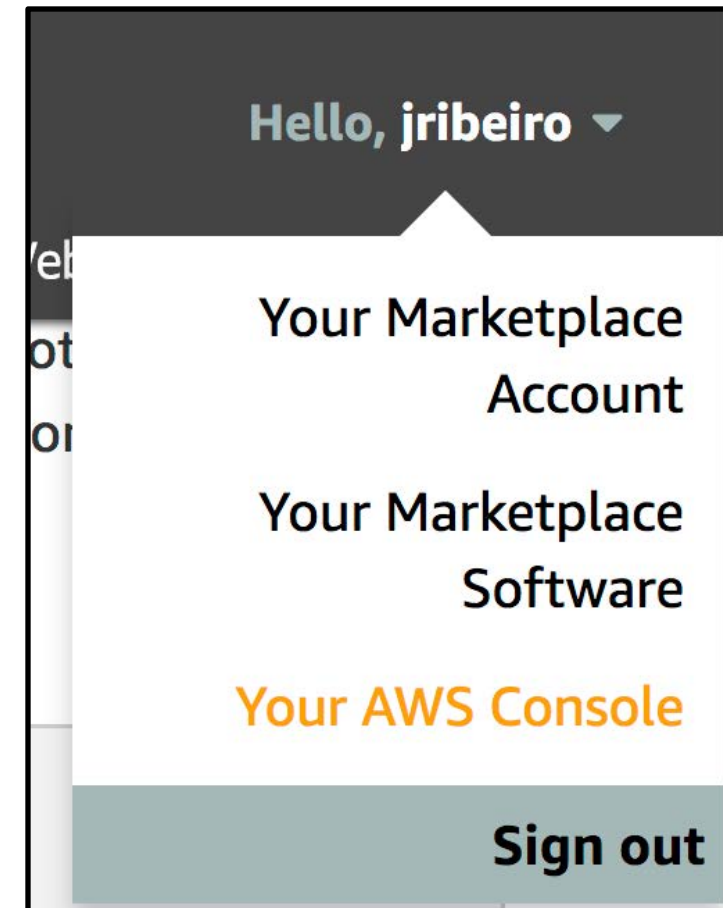 Hello, jribeiro
Your Marketplace
Account
Your Marketplace
Software
Your AWS Console
Sign out